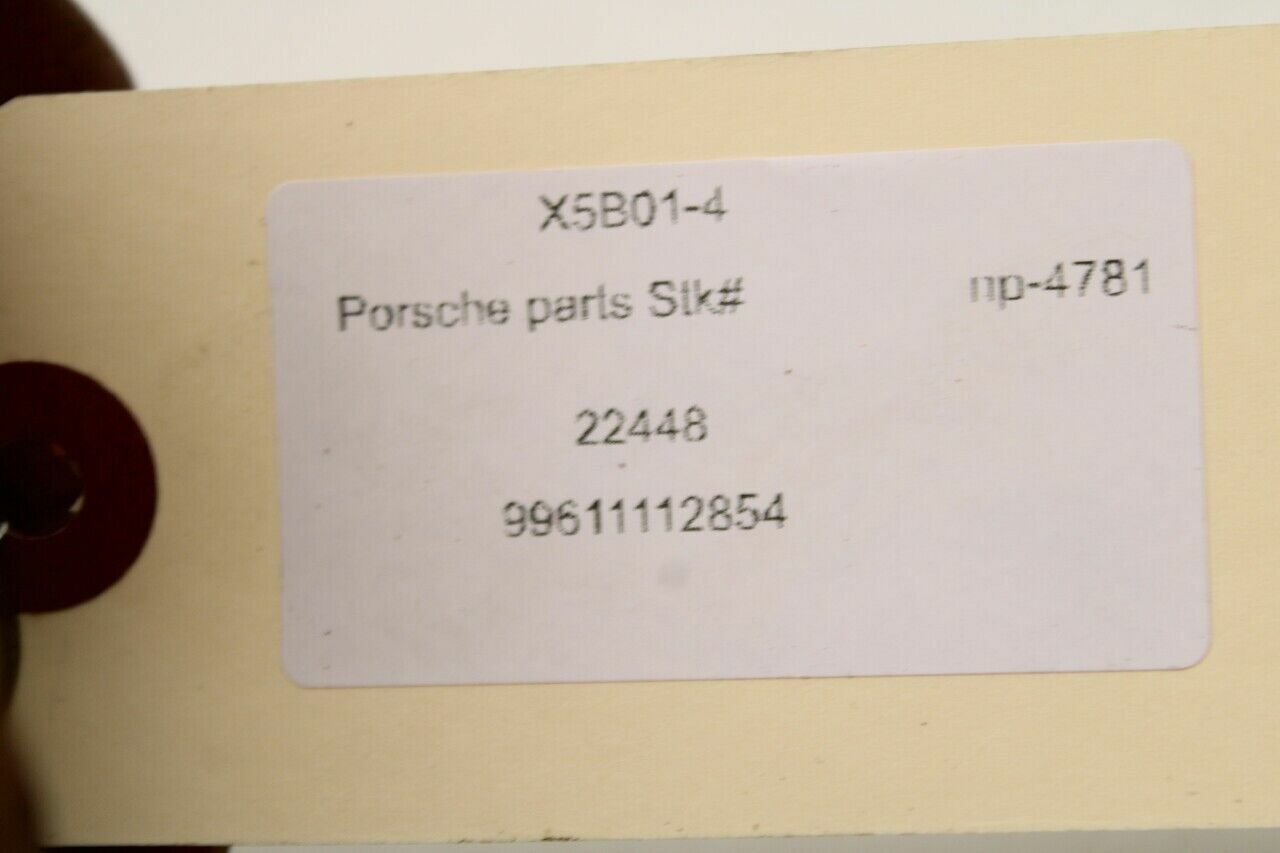 X5B01-4
Porsche parts Stk# np-4781
22448
99611112854